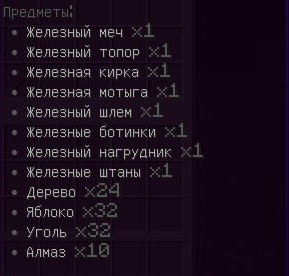 Предметы:
• Железный меч x1
• Железный топор x1
• Железная кирка x1
• Железная мотыга x1
• Железный шлем x1
• Железные ботинки x1
• Железный нагрудник x1
• Железные штаны x1
• Дерево x24
• Яблоко x32
• Уголь x32
• Алмаз x10